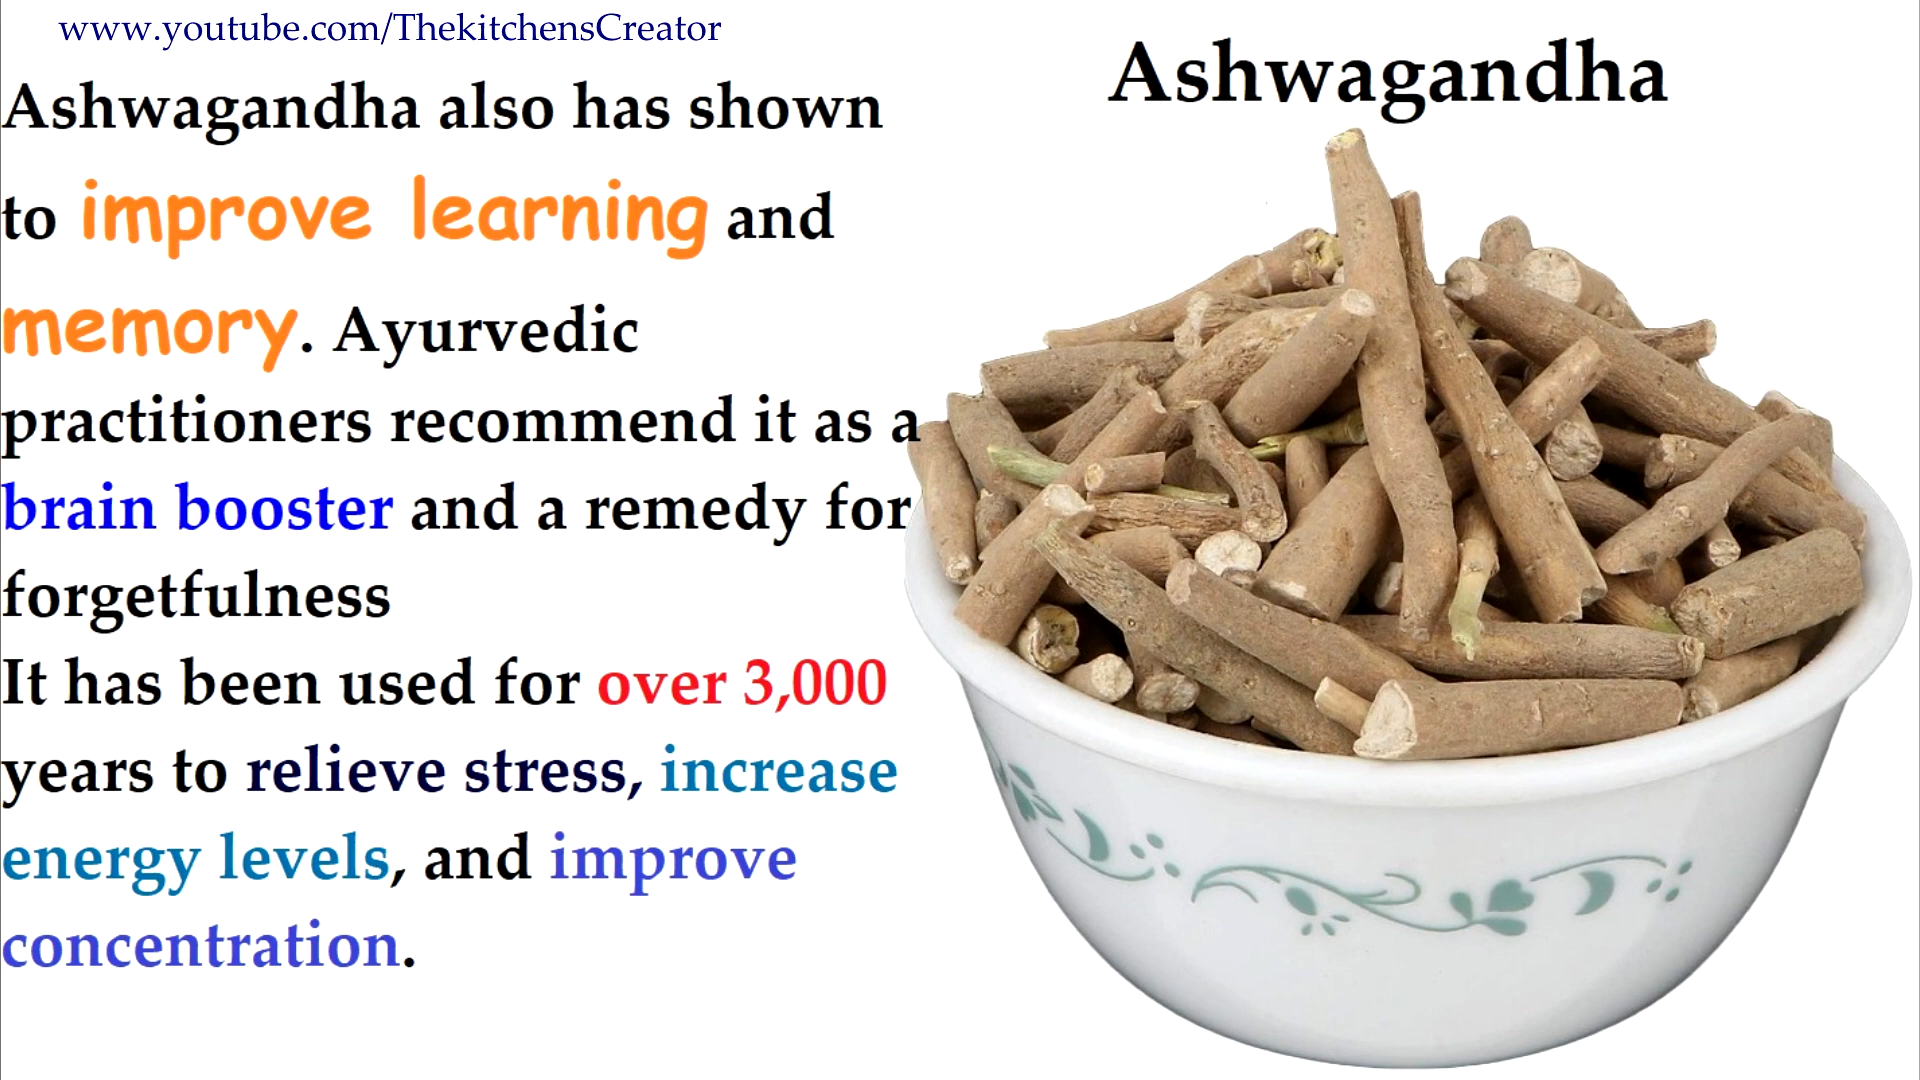 www.youtube.com/ThekitchensCreator
Ashwagandha
Ashwagandha also has shown
to improve learning and
memory. Ayurvedic
practitioners recommend it as a
brain booster and a remedy for
forgetfulness
It has been used for over 3,000
years to relieve stress, increase
energy levels, and improve
concentration.